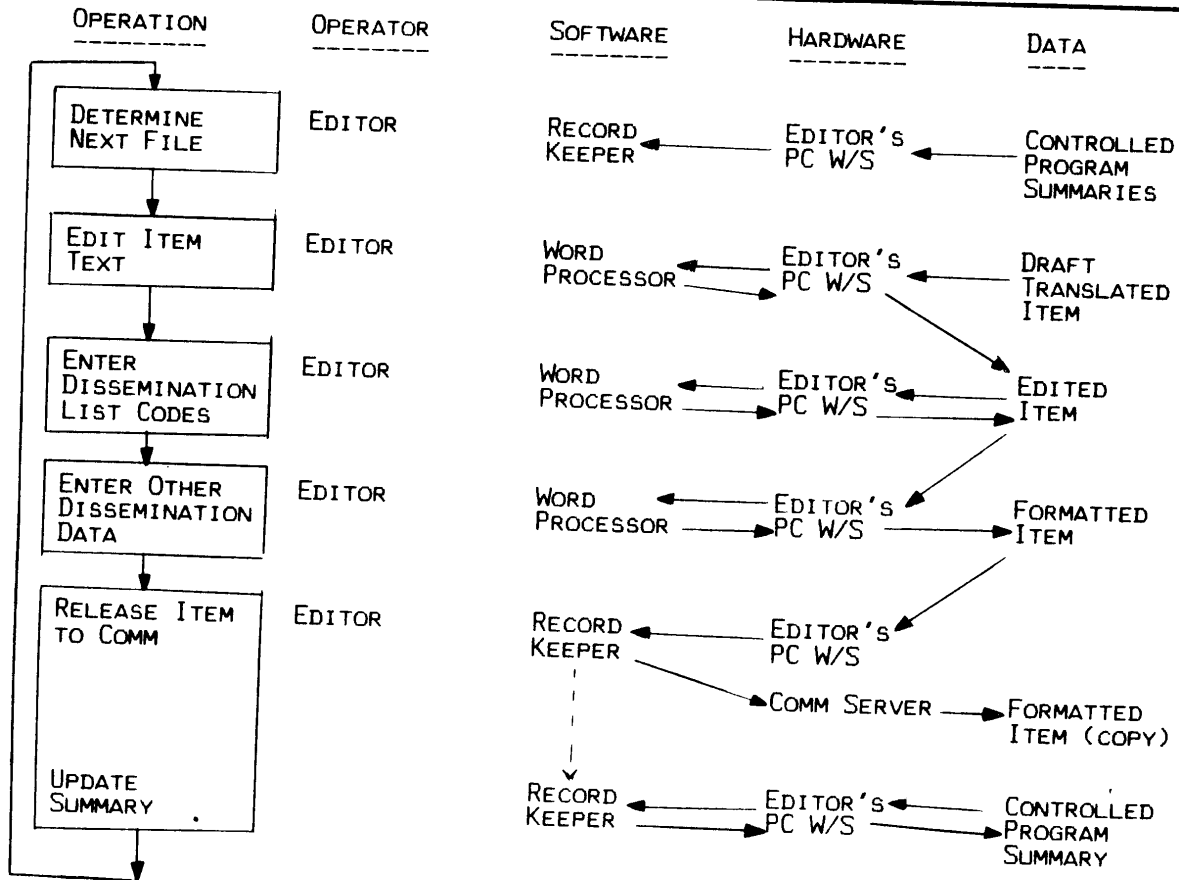 OPERATION OPERATOR SOFTWARE HARDWARE DATA
DETERMINE
NEXT FILE
EDITOR
RECORD
KEEPER
EDITOR'S
PC W/S
CONTROLLED
PROGRAM
SUMMARIES
EDIT ITEM
TEXT
EDITOR
WORD
PROCESSOR
EDITOR'S
PC W/S
DRAFT
TRANSLATED
ITEM
ENTER
DISSEMINATION
LIST CODES
EDITOR
WORD
PROCESSOR
EDITOR'S
PC W/S
EDITED
ITEM
ENTER OTHER
DISSEMINATION
DATA
EDITOR
WORD
PROCESSOR
EDITOR'S
PC W/S
FORMATTED
ITEM
RELEASE ITEM
TO COMM
EDITOR
RECORD
KEEPER
EDITOR'S
PC W/S
COMM SERVER
FORMATTED
ITEM (COPY)
UPDATE
SUMMARY
RECORD
KEEPER
EDITOR'S
PC W/S
CONTROLLED
PROGRAM
SUMMARY